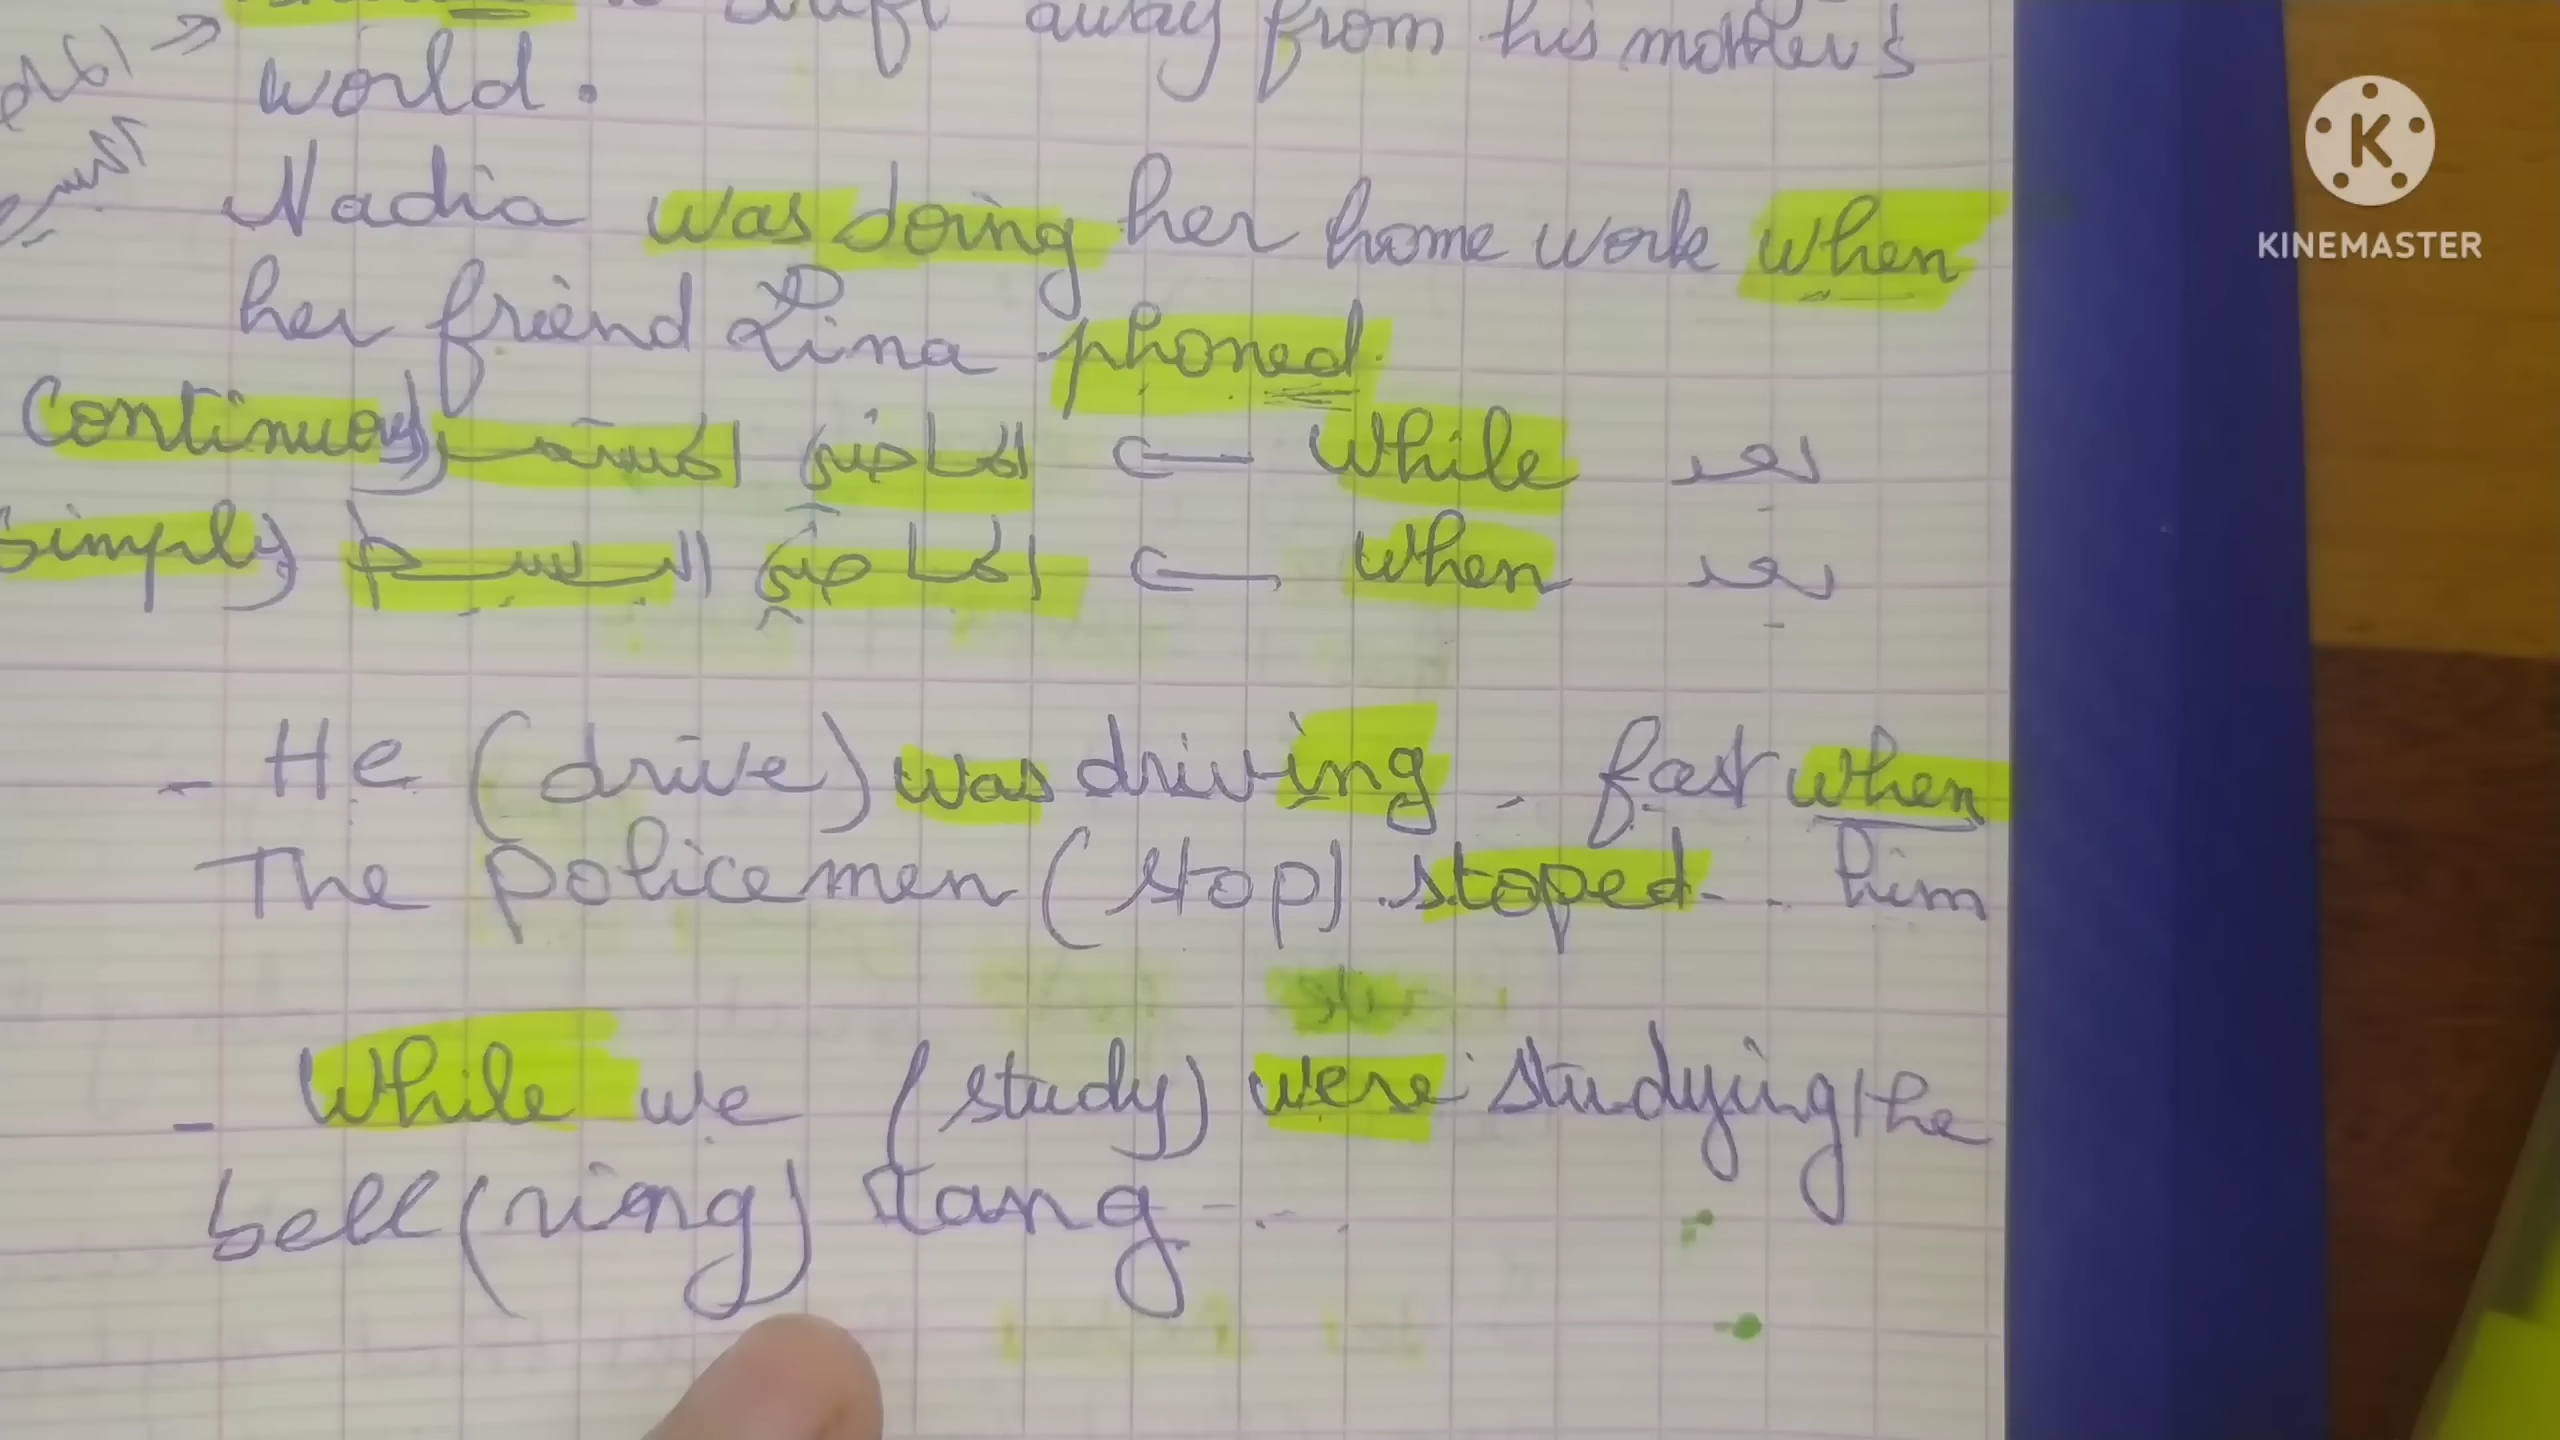 away from his mother's
world.
Nadia was doing her home work when
her friend Lina phoned.
بعد while ← الماضي المستمر (continuous
بعد when ← الماضي البسيط (simply
- He (drive) was driving . fast when
The policemen (stop) stoped . him
- While we (study) were studying the
bell (ring) rang ....
K
KINEMASTER